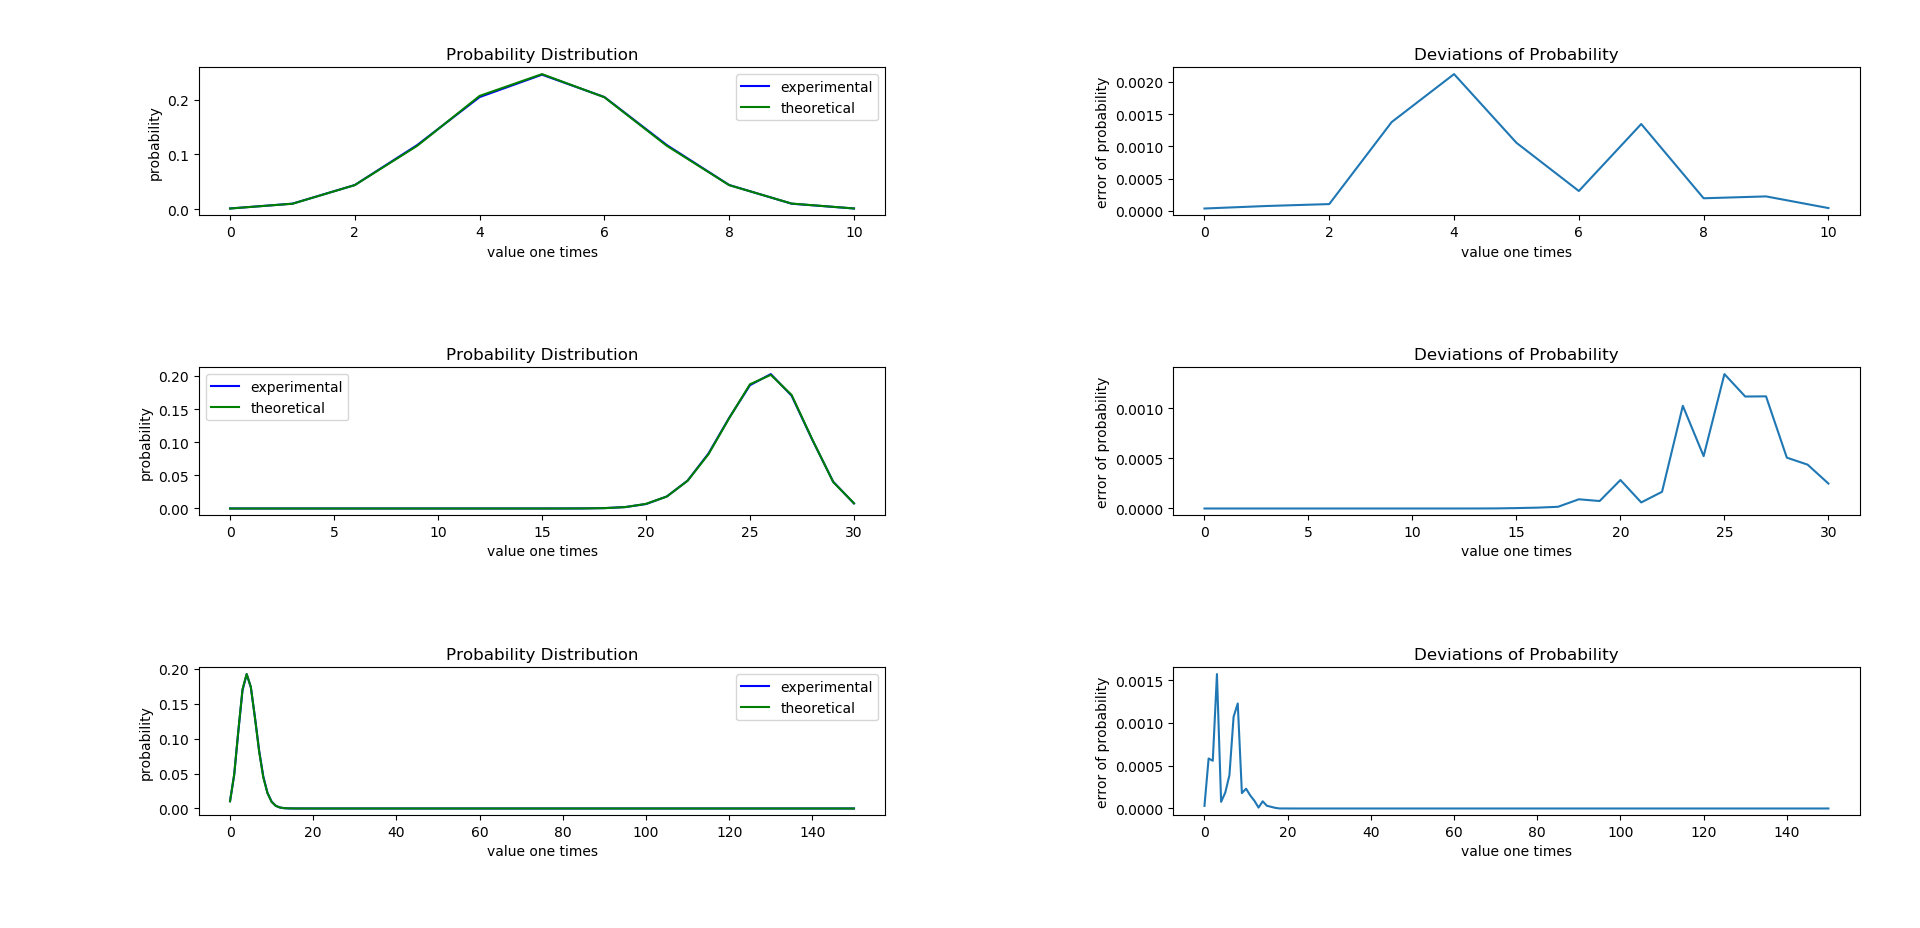 Probability Distribution
probability
0.2
0.1
0.0
experimental
theoretical
0 2 4 6 8 10
value one times
Deviations of Probability
error of probability
0.0020
0.0015
0.0010
0.0005
0.0000
0 2 4 6 8 10
value one times
Probability Distribution
probability
0.20
0.15
0.10
0.05
0.00
experimental
theoretical
0 5 10 15 20 25 30
value one times
Deviations of Probability
error of probability
0.0010
0.0005
0.0000
0 5 10 15 20 25 30
value one times
Probability Distribution
probability
0.20
0.15
0.10
0.05
0.00
experimental
theoretical
0 20 40 60 80 100 120 140
value one times
Deviations of Probability
error of probability
0.0015
0.0010
0.0005
0.0000
0 20 40 60 80 100 120 140
value one times